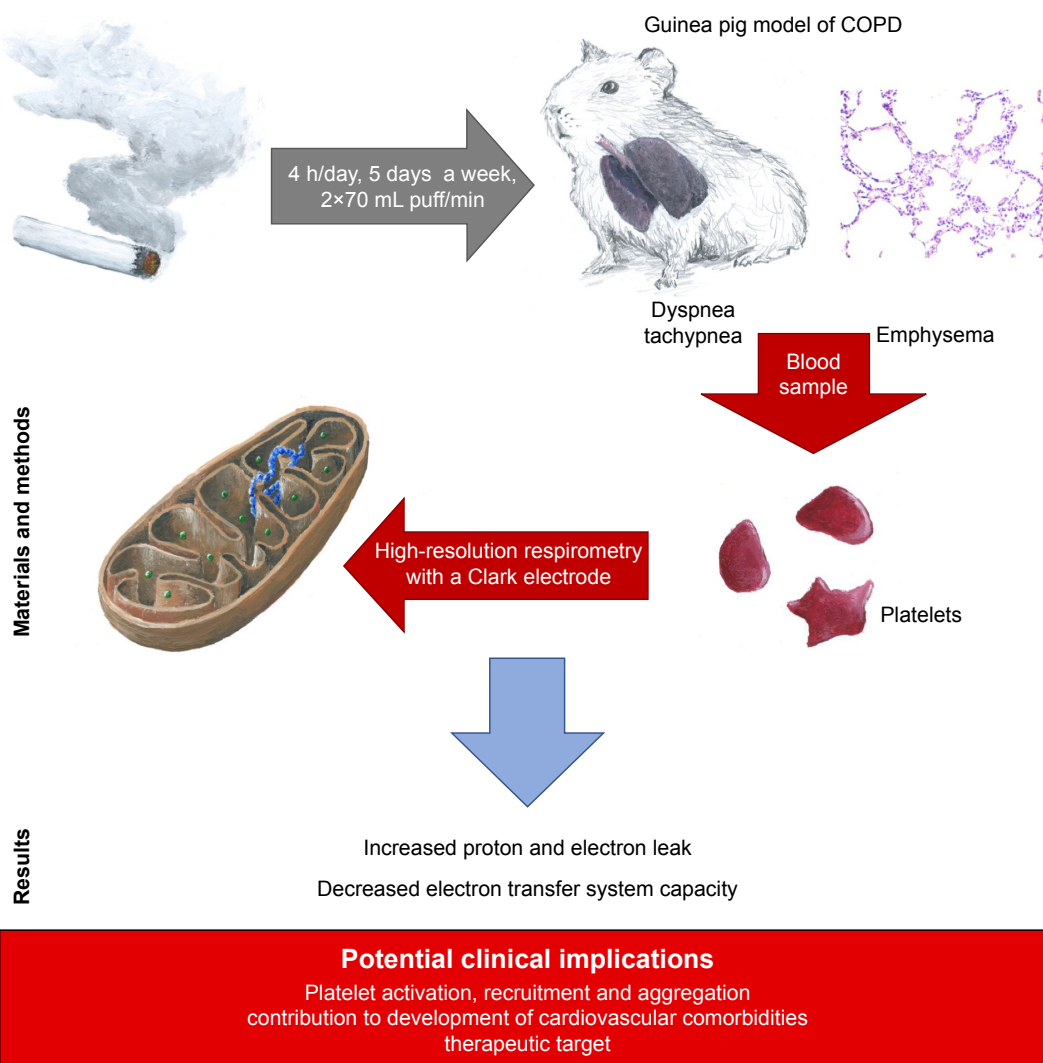 Guinea pig model of COPD
4 h/day, 5 days a week,
2×70 mL puff/min
Dyspnea
tachypnea
Emphysema
Blood
sample
Materials and methods
High-resolution respirometry
with a Clark electrode
Platelets
Results
Increased proton and electron leak
Decreased electron transfer system capacity
Potential clinical implications
Platelet activation, recruitment and aggregation
contribution to development of cardiovascular comorbidities
therapeutic target